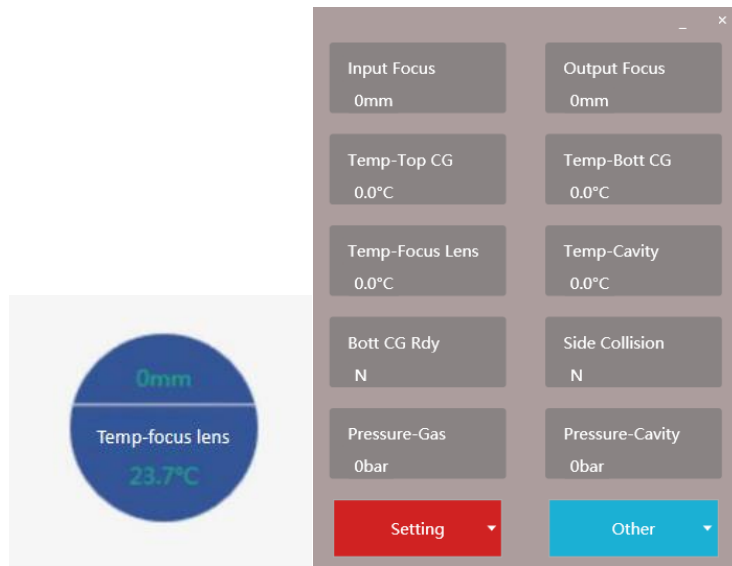 0mm
Temp-focus lens
23.7°C
Input Focus
0mm
Output Focus
0mm
Temp-Top CG
0.0°C
Temp-Bott CG
0.0°C
Temp-Focus Lens
0.0°C
Temp-Cavity
0.0°C
Bott CG Rdy
N
Side Collision
N
Pressure-Gas
0bar
Pressure-Cavity
0bar
Setting
Other